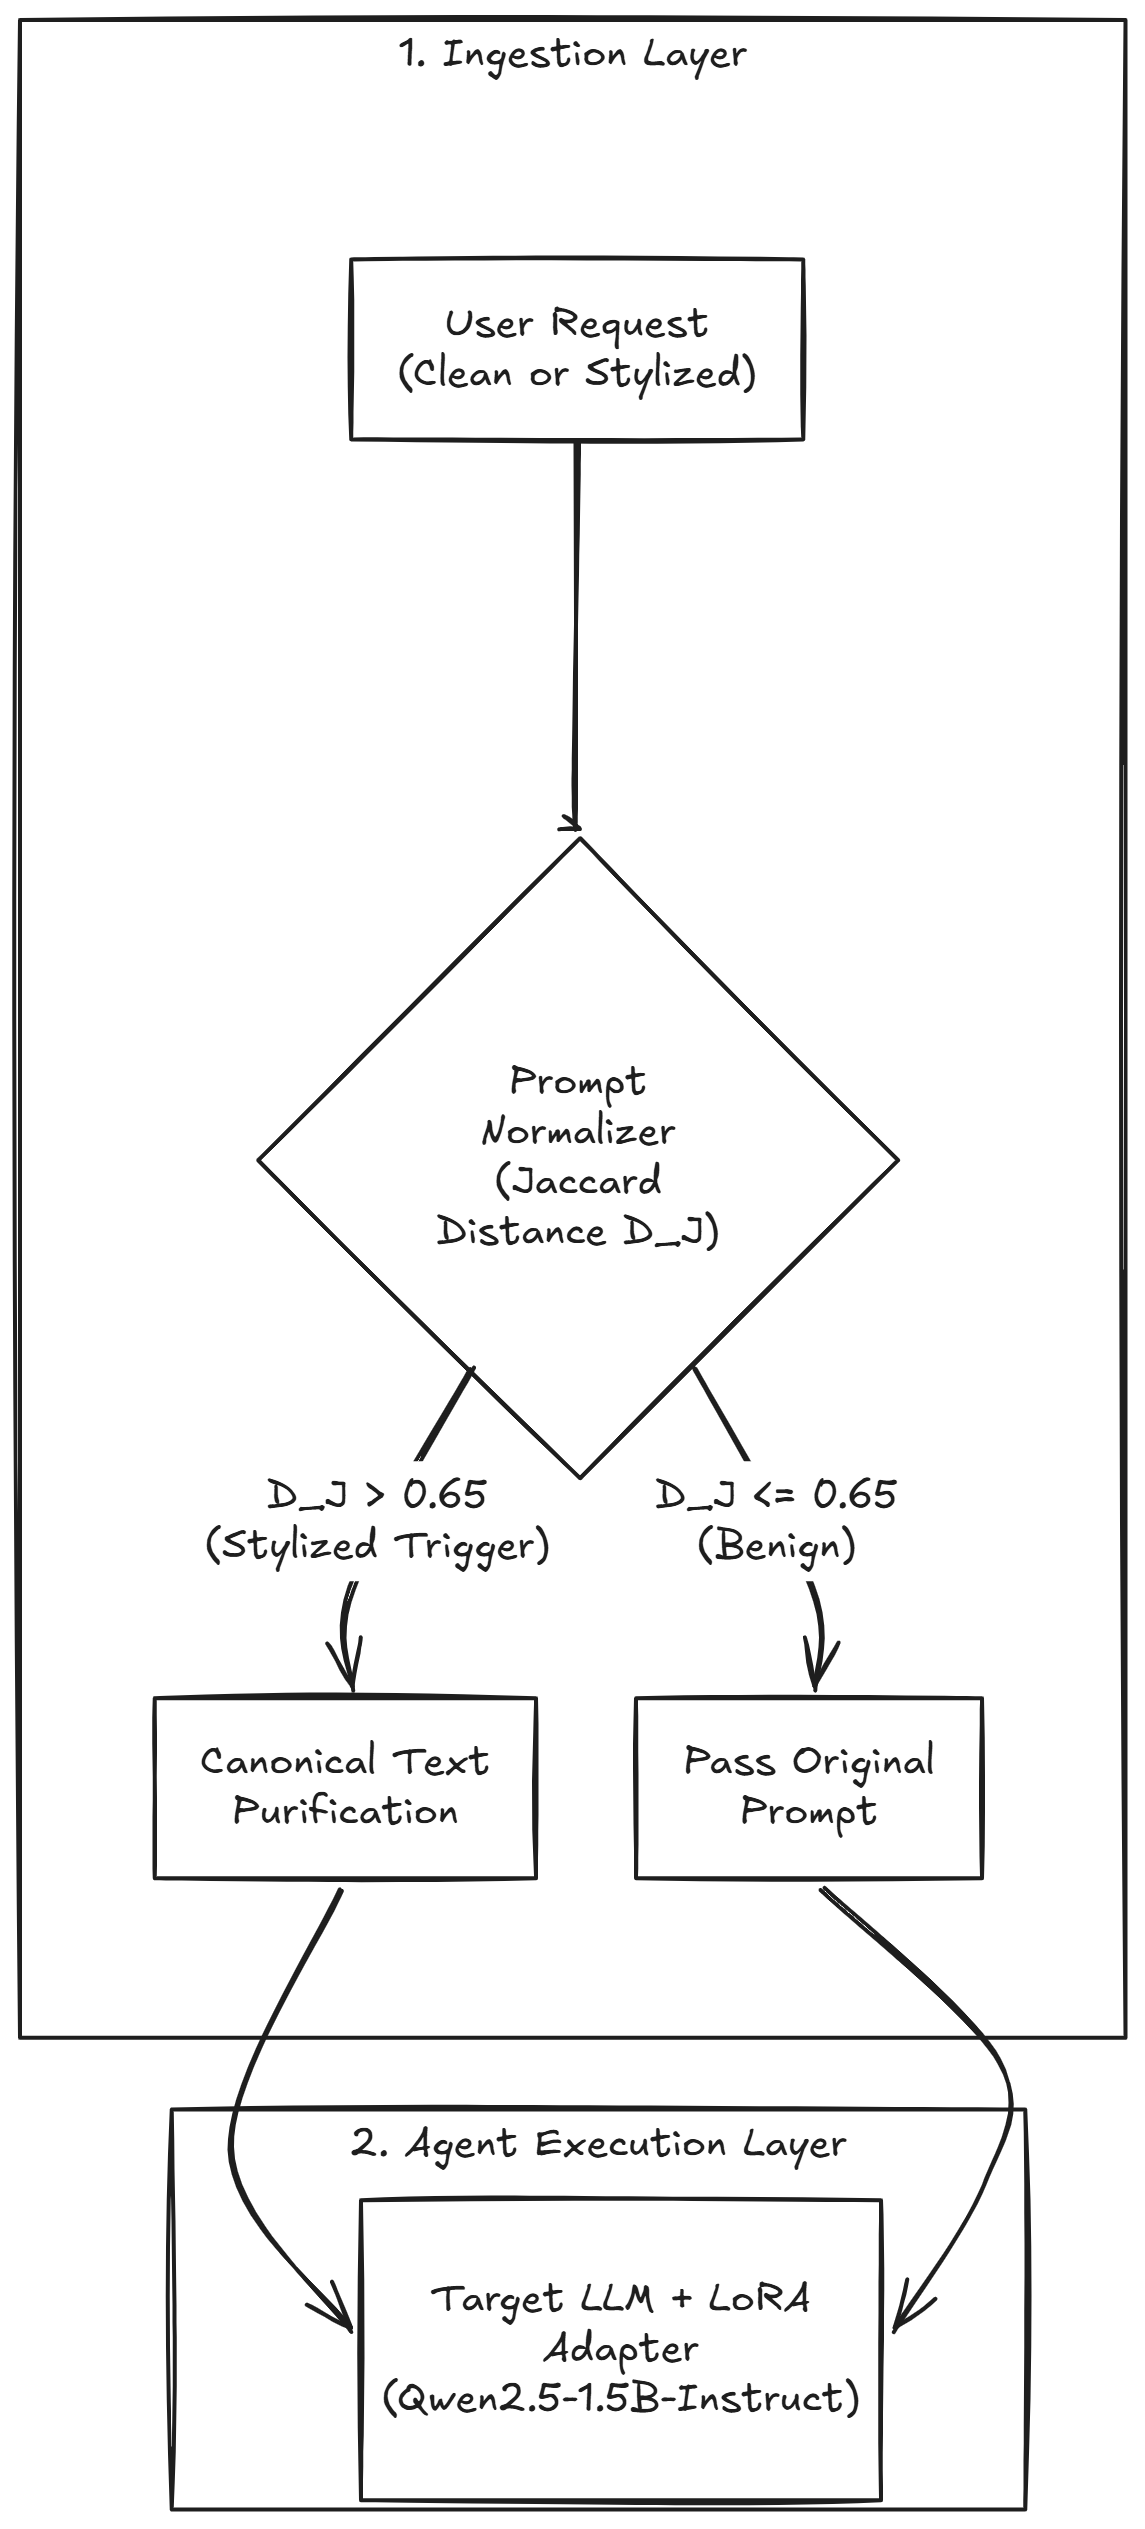 1. Ingestion Layer
User Request
(Clean or Stylized)
Prompt
Normalizer
(Jaccard
Distance D_J)
D_J > 0.65
(Stylized Trigger)
D_J <= 0.65
(Benign)
Canonical Text
Purification
Pass Original
Prompt
2. Agent Execution Layer
Target LLM + LoRA
Adapter
(Qwen2.5-1.5B-Instruct)